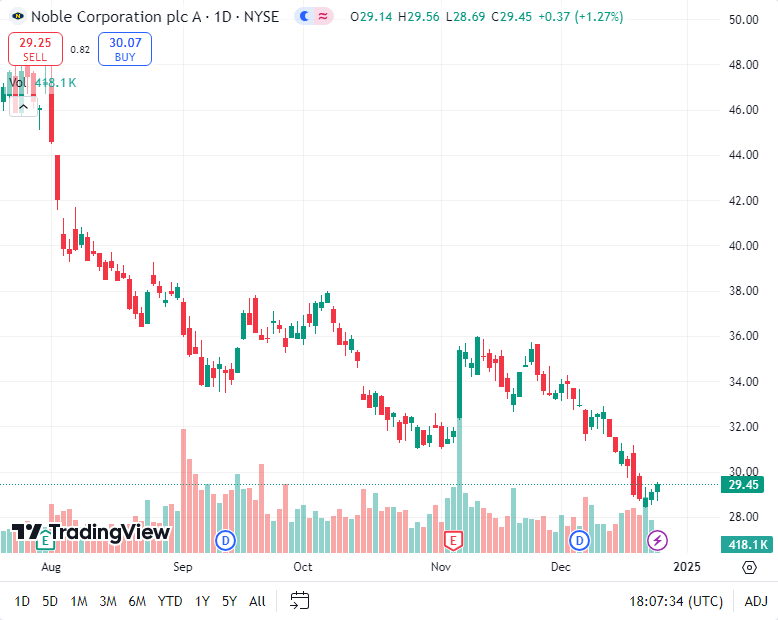 Noble Corporation plc A · 1D · NYSE O29.14 H29.56 L28.69 C29.45 +0.37 (+1.27%)
29.25 SELL 0.82 30.07 BUY
Vol 418.1K
50.00
48.00
46.00
44.00
42.00
40.00
38.00
36.00
34.00
32.00
30.00
29.45
28.00
418.1K
TradingView
E D E D
Aug Sep Oct Nov Dec 2025
1D 5D 1M 3M 6M YTD 1Y 5Y All 18:07:34 (UTC) ADJ